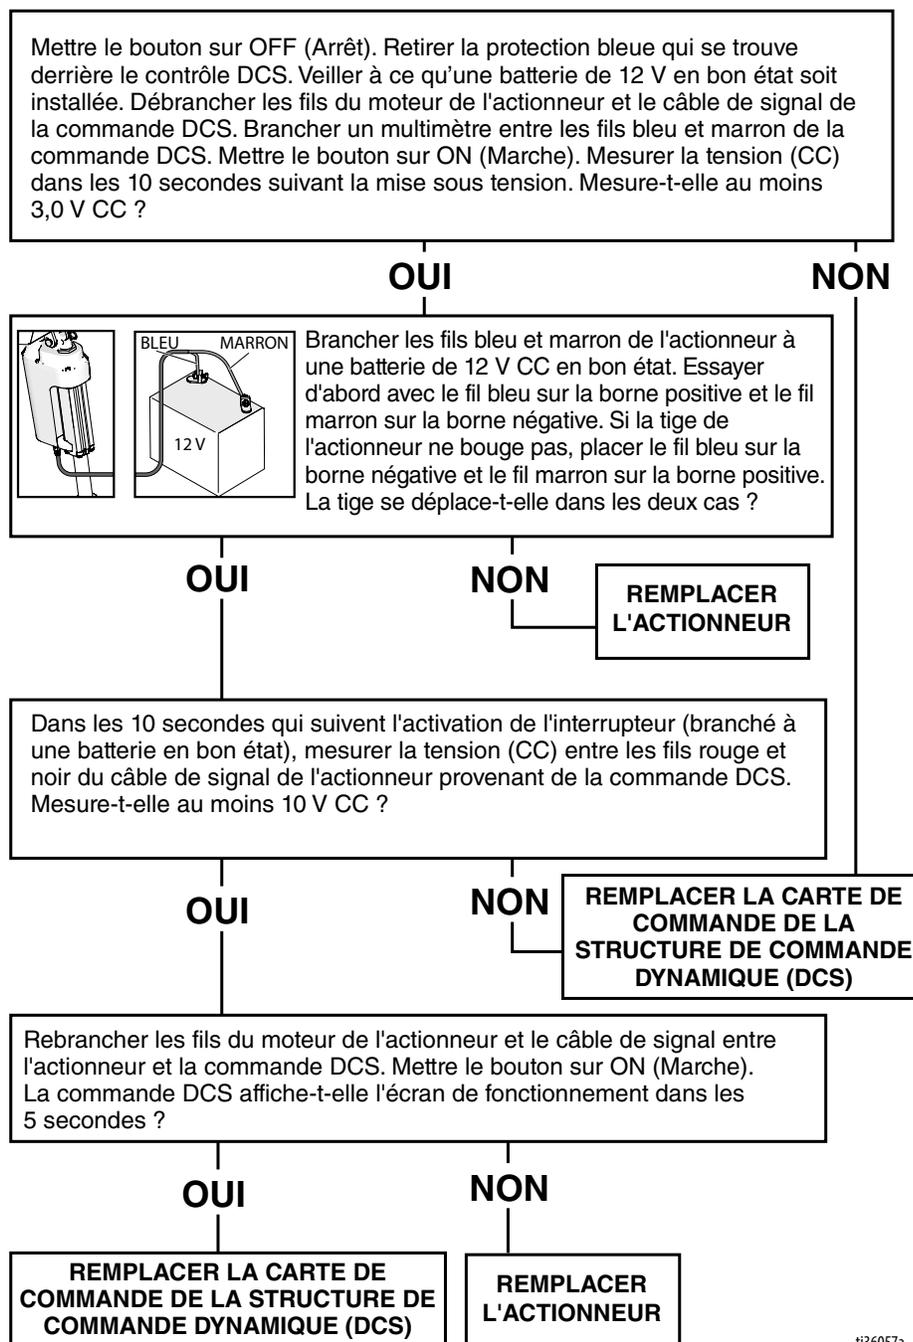 Mettre le bouton sur OFF (Arrêt). Retirer la protection bleue qui se trouve
derrière le contrôle DCS. Veiller à ce qu'une batterie de 12 V en bon état soit
installée. Débrancher les fils du moteur de l'actionneur et le câble de signal de
la commande DCS. Brancher un multimètre entre les fils bleu et marron de la
commande DCS. Mettre le bouton sur ON (Marche). Mesurer la tension (CC)
dans les 10 secondes suivant la mise sous tension. Mesure-t-elle au moins
3,0 V CC ?
OUI
NON
BLEU
MARRON
12 V
Brancher les fils bleu et marron de l'actionneur à
une batterie de 12 V CC en bon état. Essayer
d'abord avec le fil bleu sur la borne positive et le fil
marron sur la borne négative. Si la tige de
l'actionneur ne bouge pas, placer le fil bleu sur la
borne négative et le fil marron sur la borne positive.
La tige se déplace-t-elle dans les deux cas ?
OUI
NON
REMPLACER
L'ACTIONNEUR
Dans les 10 secondes qui suivent l'activation de l'interrupteur (branché à
une batterie en bon état), mesurer la tension (CC) entre les fils rouge et
noir du câble de signal de l'actionneur provenant de la commande DCS.
Mesure-t-elle au moins 10 V CC ?
OUI
NON
REMPLACER LA CARTE DE
COMMANDE DE LA
STRUCTURE DE COMMANDE
DYNAMIQUE (DCS)
Rebrancher les fils du moteur de l'actionneur et le câble de signal entre
l'actionneur et la commande DCS. Mettre le bouton sur ON (Marche).
La commande DCS affiche-t-elle l'écran de fonctionnement dans les
5 secondes ?
OUI
NON
REMPLACER LA CARTE DE
COMMANDE DE LA STRUCTURE DE
COMMANDE DYNAMIQUE (DCS)
REMPLACER
L'ACTIONNEUR
ti36057a